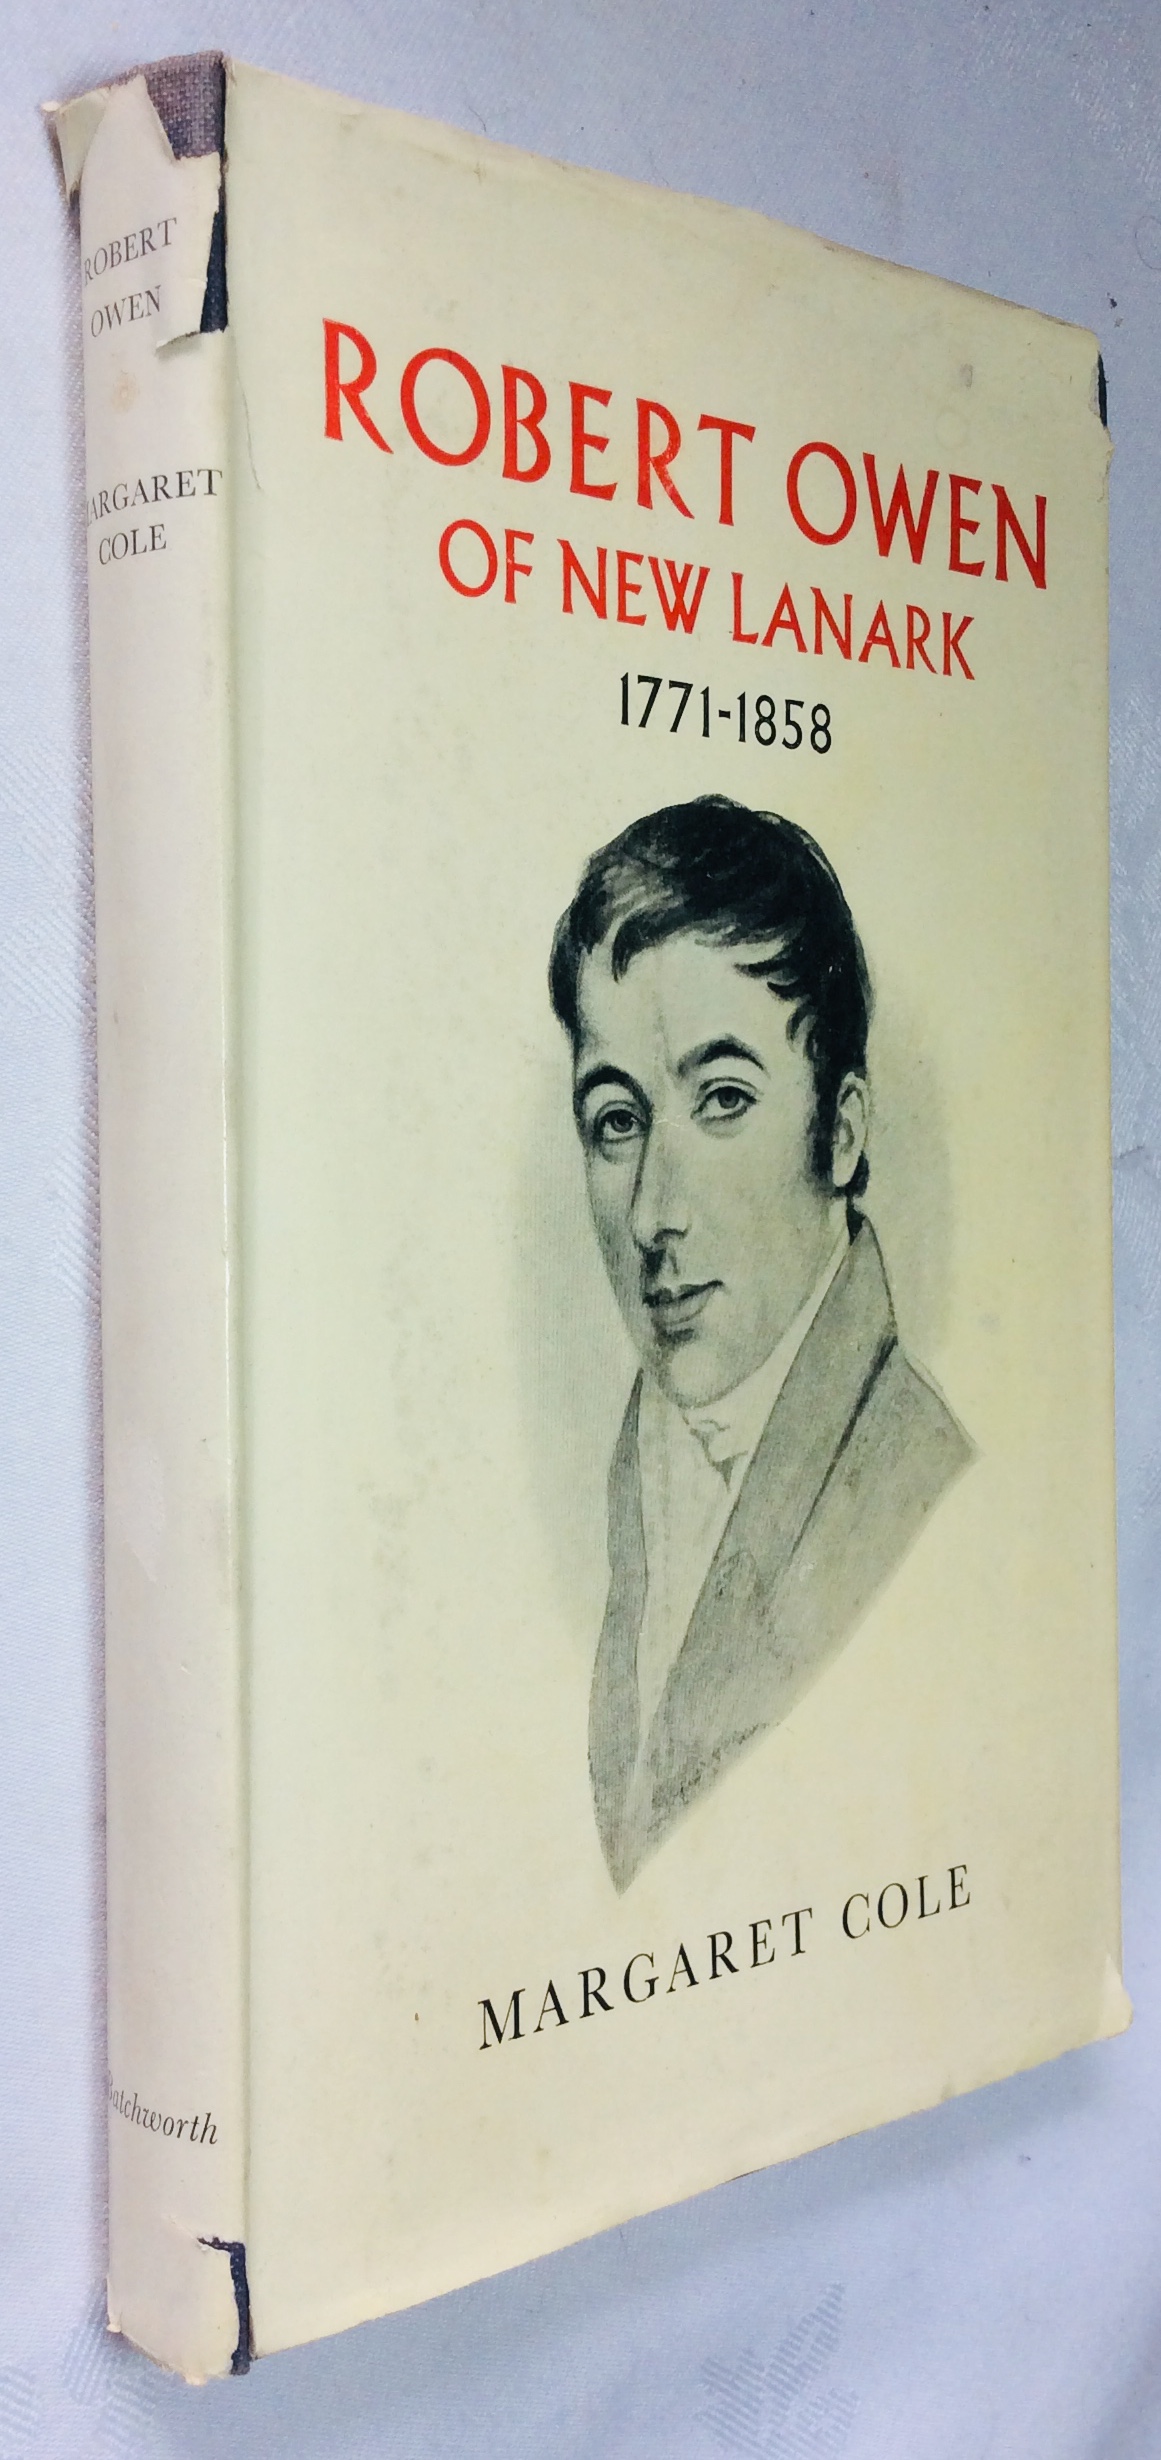 ROBERT
OWEN
MARGARET
COLE
Batchworth
ROBERT OWEN
OF NEW LANARK
1771-1858
MARGARET COLE